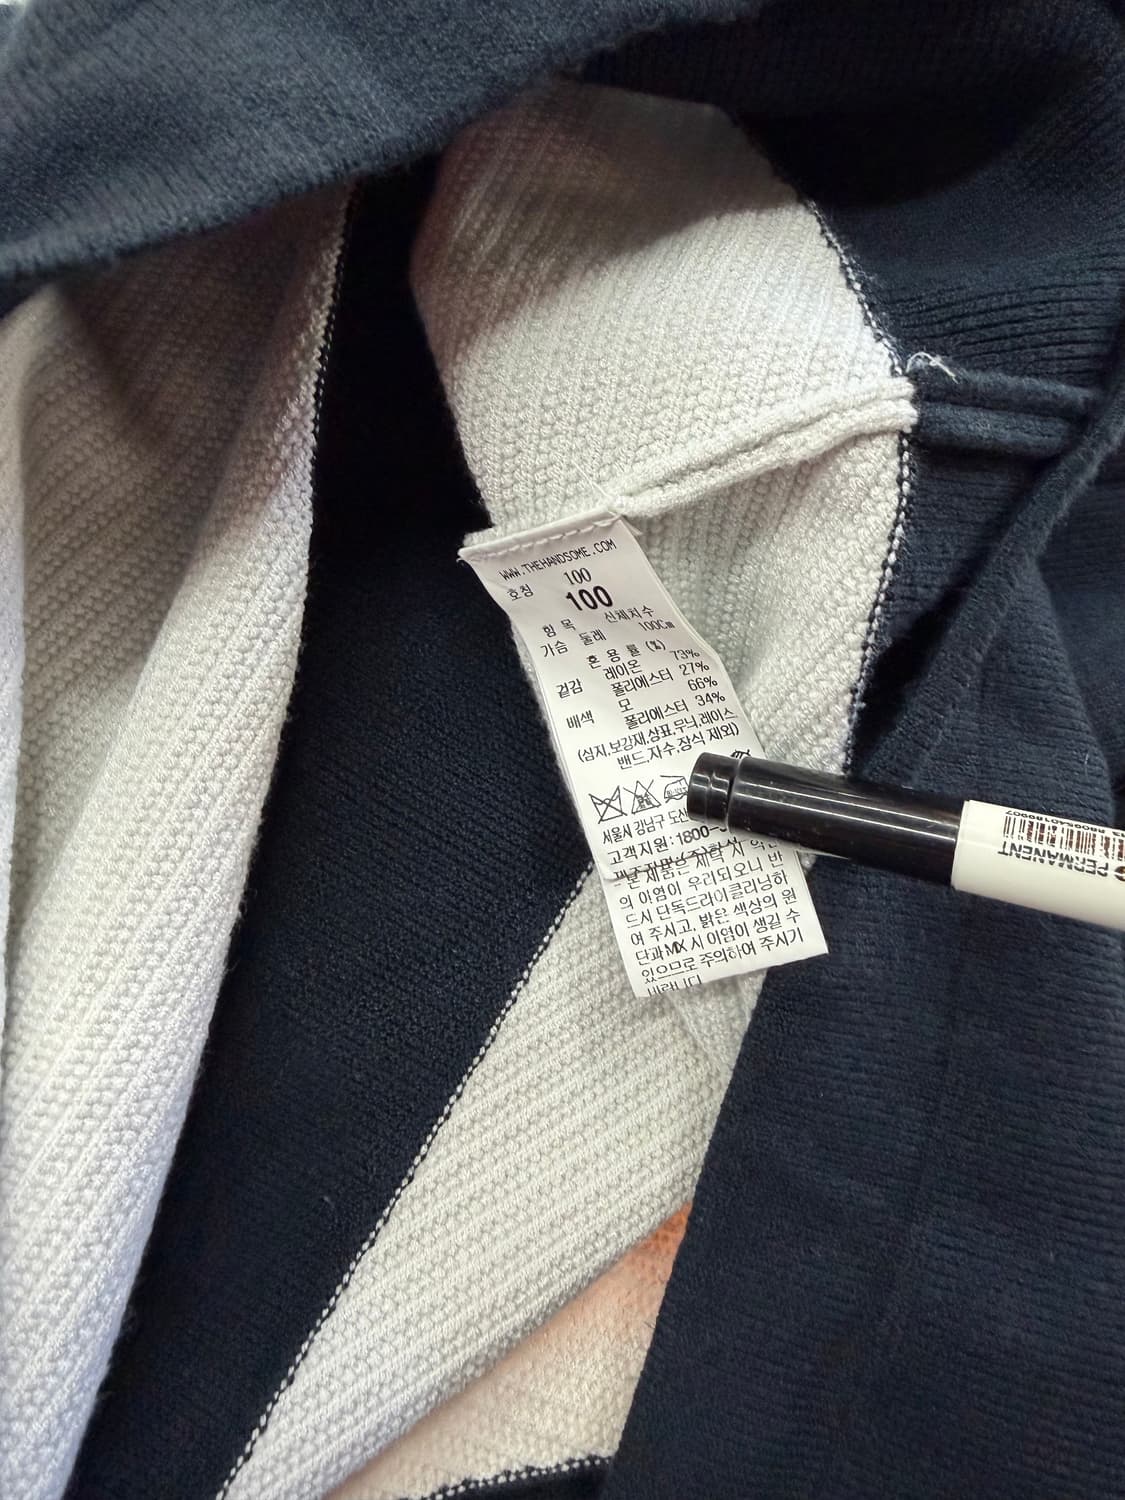 WWW.THEHANDSOME.COM
호칭 100
100
항 목 신체치수
가슴 둘레 100Cm
혼 용 률 (%)
겉감 레이온 73%
폴리에스터 27%
배색 모 66%
폴리에스터 34%
(심지,보강재,상표,무늬,레이스
밴드,자수,장식 제외)
서울시 강남구 도산
고객지원:1800-5
본 제품은 세탁 시
의 이염이 우려되오니 반
드시 단독드라이클리닝하
여 주시고, 밝은 색상의 원
단과 MIX 시 이염이 생길 수
있으므로 주의하여 주시기
바랍니다
PERMANENT